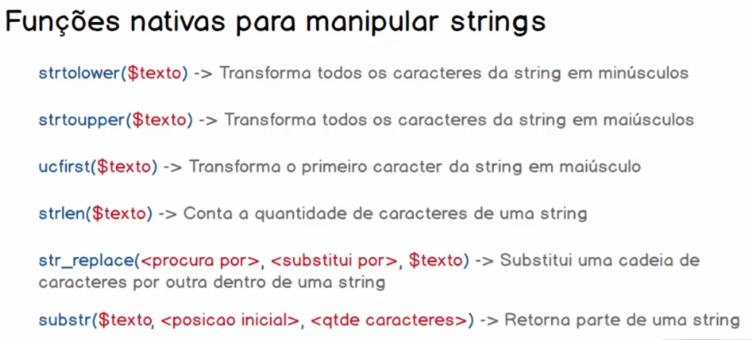 Funções nativas para manipular strings
strtolower($texto) -> Transforma todos os caracteres da string em minúsculos
strtoupper($texto) -> Transforma todos os caracteres da string em maiúsculos
ucfirst($texto) -> Transforma o primeiro caracter da string em maiúsculo
strlen($texto) -> Conta a quantidade de caracteres de uma string
str_replace(<procura por>, <substitui por>, $texto) -> Substitui uma cadeia de
caracteres por outra dentro de uma string
substr($texto, <posicao inicial>, <qtde caracteres>) -> Retorna parte de uma string